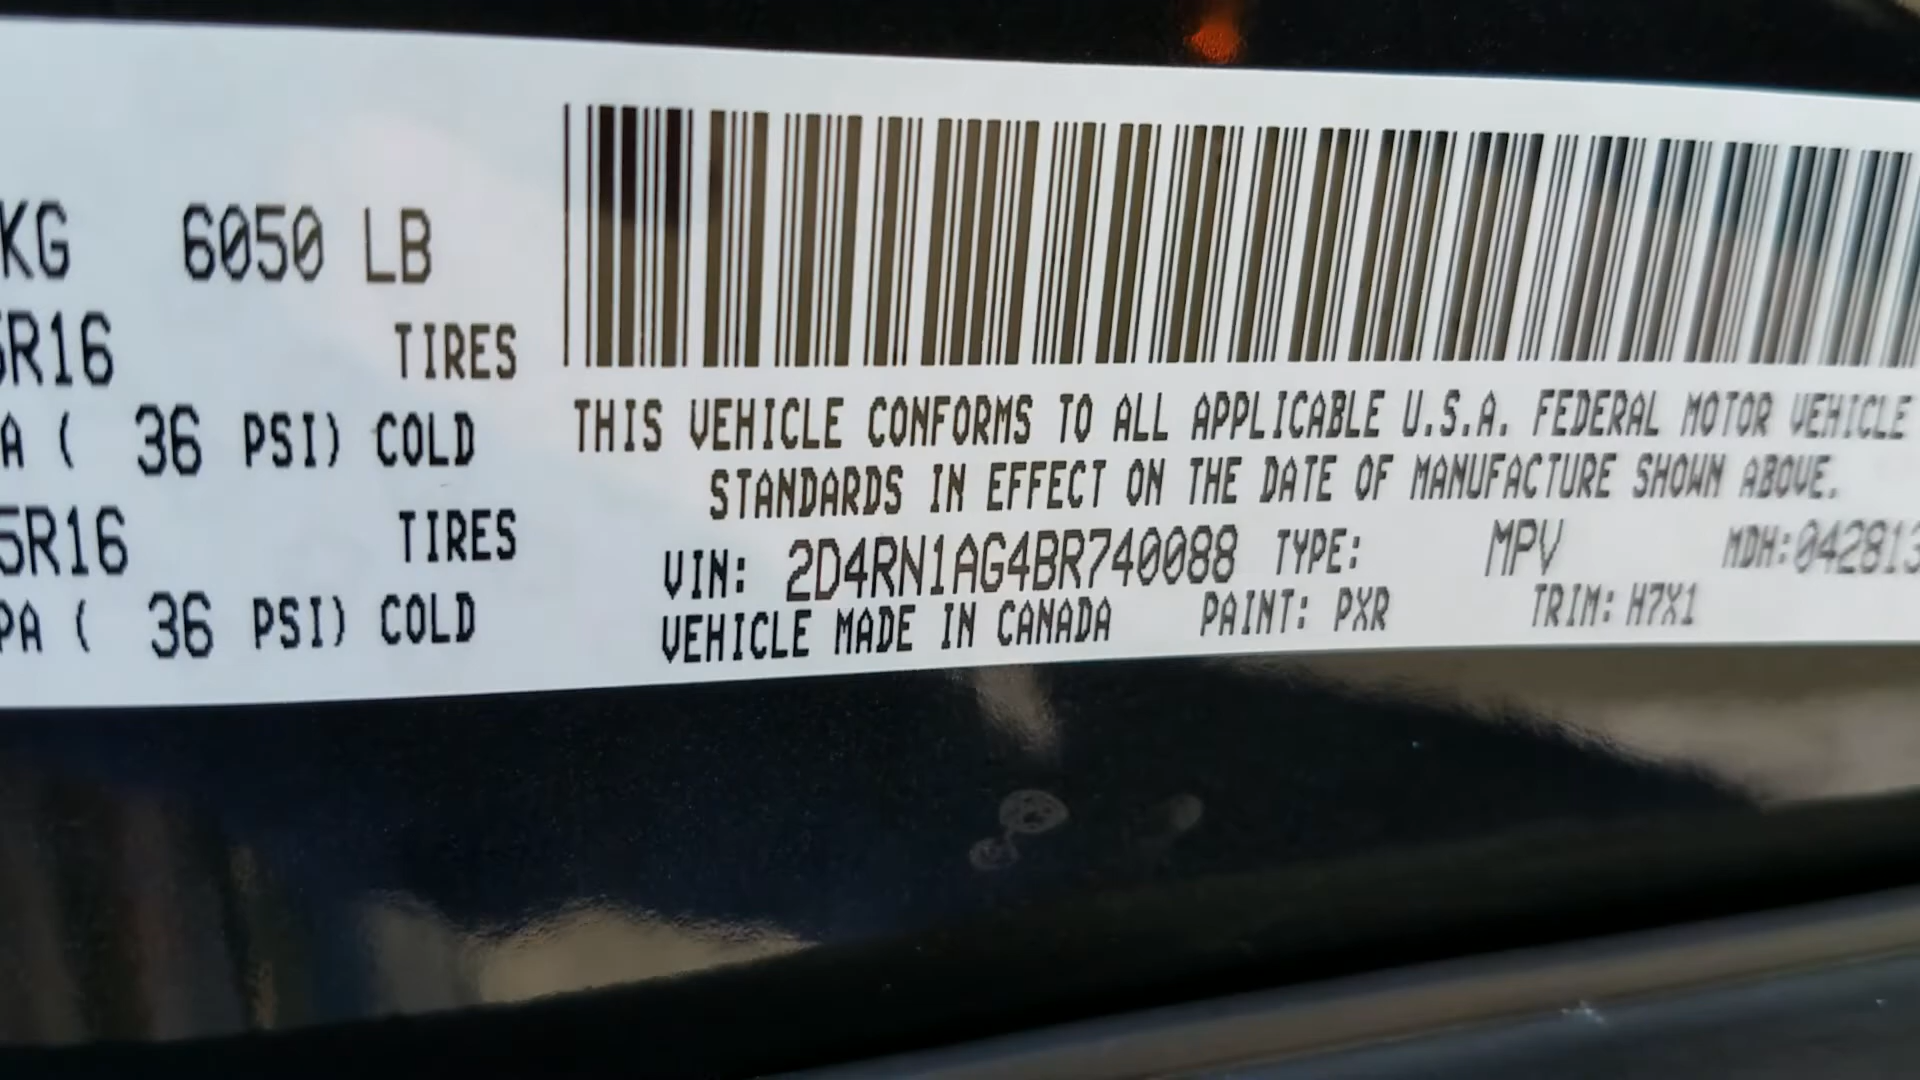 KG 6050 LB
5R16 TIRES
A ( 36 PSI) COLD
5R16 TIRES
PA ( 36 PSI) COLD
THIS VEHICLE CONFORMS TO ALL APPLICABLE U.S.A. FEDERAL MOTOR VEHICLE
STANDARDS IN EFFECT ON THE DATE OF MANUFACTURE SHOWN ABOVE.
VIN: 2D4RN1AG4BR740088 TYPE: MPV MDH:042813
VEHICLE MADE IN CANADA PAINT: PXR TRIM: H7X1